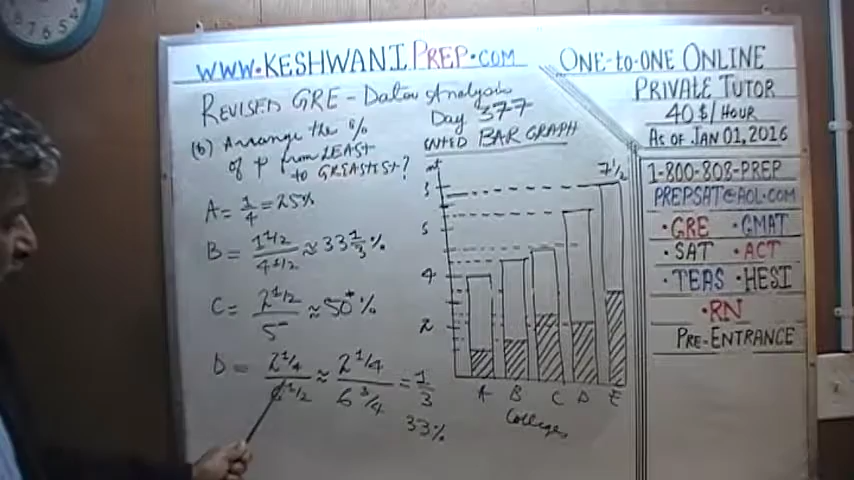 WWW.KESHWANI PREP.COM
REVISED GRE - Data Analysis
Day 377
(b) Arrange the %
of P from LEAST
to GREATEST?
BAR GRAPH
A = 1/4 = 25%
B = 1 1/2 / 4 1/2 ≈ 33 1/3 %
C = 2 1/2 / 5 ≈ 50+ %
D = 2 1/4 / 6 1/2 ≈ 2 1/4 / 6 3/4 = 1/3
33%
7 1/2
4
2
A B C D E
Colleges
ONE-to-ONE ONLINE
PRIVATE TUTOR
40$/HOUR
AS OF JAN 01, 2016
1-800-808-PREP
PREPSAT@AOL.COM
•GRE •GMAT
•SAT •ACT
•TEAS •HESI
•RN
PRE-ENTRANCE
7 6 5 4